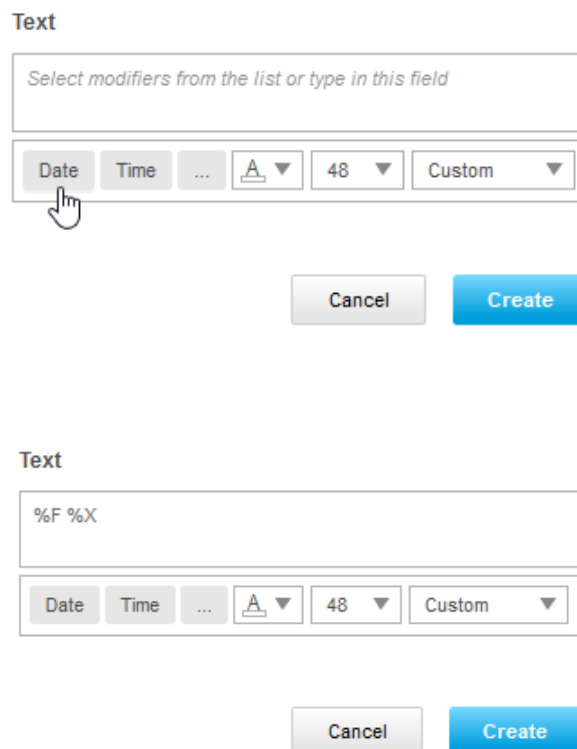 Text
Select modifiers from the list or type in this field
Date Time ... A 48 Custom
Cancel Create
Text
%F %X
Date Time ... A 48 Custom
Cancel Create